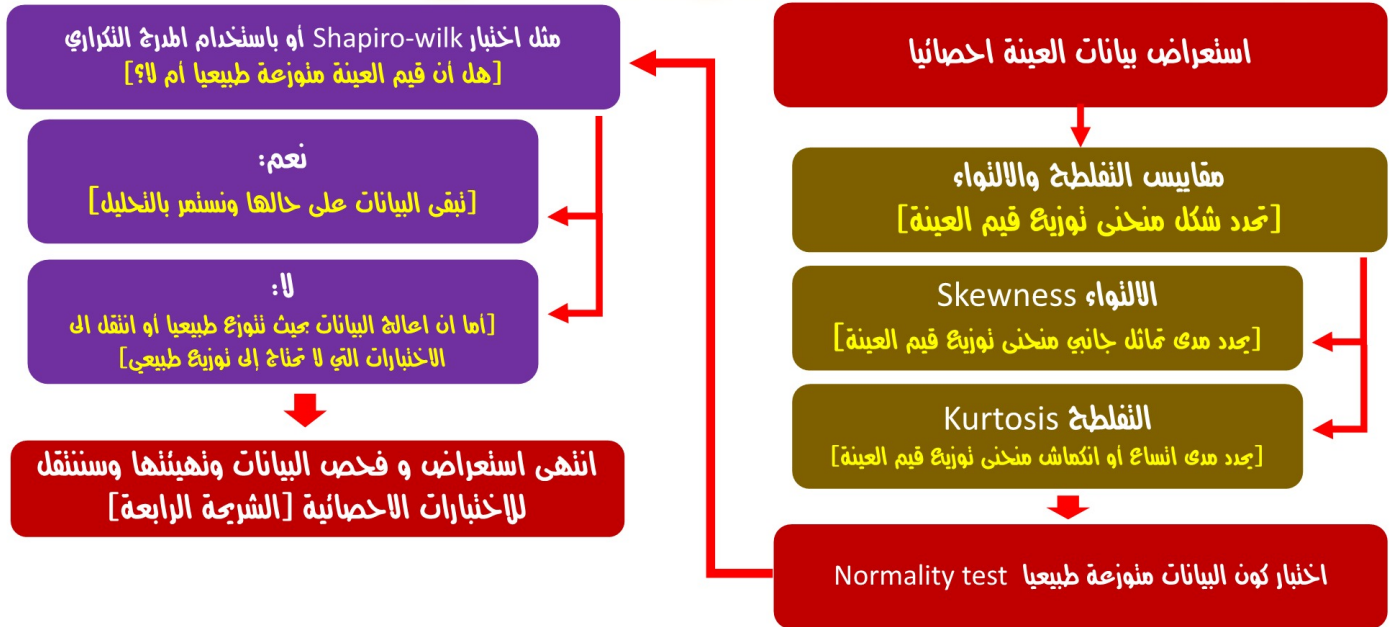 استعراض بيانات العينة احصائيا
مقاييس التفلطح والالتواء
[تحدد شكل منحنى توزيع قيم العينة]
الالتواء Skewness
[يحدد مدى تماثل جانبي منحنى توزيع قيم العينة]
التفلطح Kurtosis
[يحدد مدى اتساع أو انكماش منحنى توزيع قيم العينة]
اختبار كون البيانات متوزعة طبيعيا Normality test
مثل اختبار Shapiro-wilk أو باستخدام المدرج التكراري
[هل أن قيم العينة متوزعة طبيعيا أم لا؟]
نعم:
[تبقى البيانات على حالها ونستمر بالتحليل]
لا:
[أما ان اعالج البيانات بحيث تتوزع طبيعيا أو انتقل الى
الاختبارات التي لا تحتاج إلى توزيع طبيعي]
انتهى استعراض و فحص البيانات وتهيئتها وسننتقل
للإختبارات الاحصائية [الشريحة الرابعة]